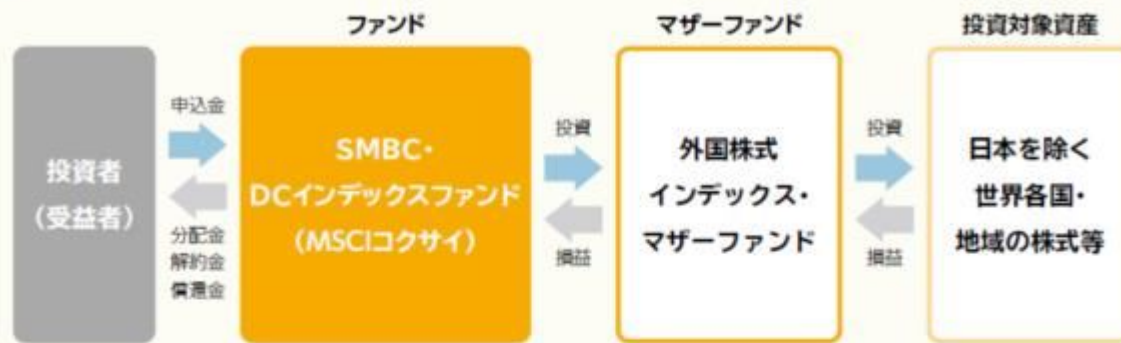 ファンド
マザーファンド
投資対象資産
投資者
(受益者)
申込金
分配金
解約金
償還金
SMBC・
DCインデックスファンド
(MSCIコクサイ)
投資
損益
外国株式
インデックス・
マザーファンド
投資
損益
日本を除く
世界各国・
地域の株式等